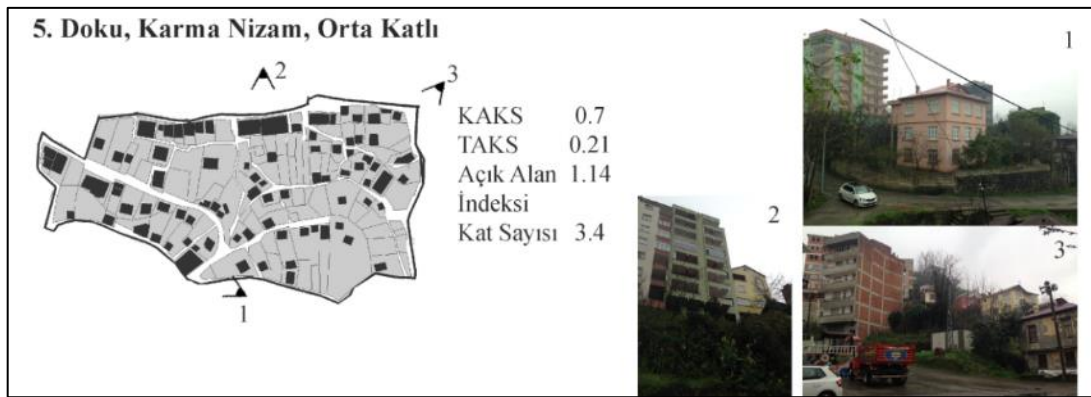 5. Doku, Karma Nizam, Orta Katlı
2
3
1
KAKS 0.7
TAKS 0.21
Açık Alan 1.14
İndeksi
Kat Sayısı 3.4
1
2
3